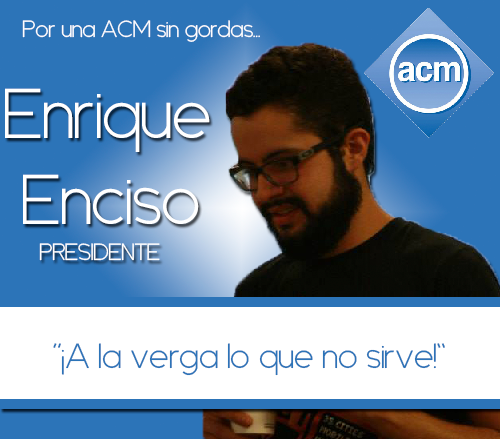 Por una ACM sin gordas...
acm
Enrique
Enciso
PRESIDENTE
"¡A la verga lo que no sirve!"